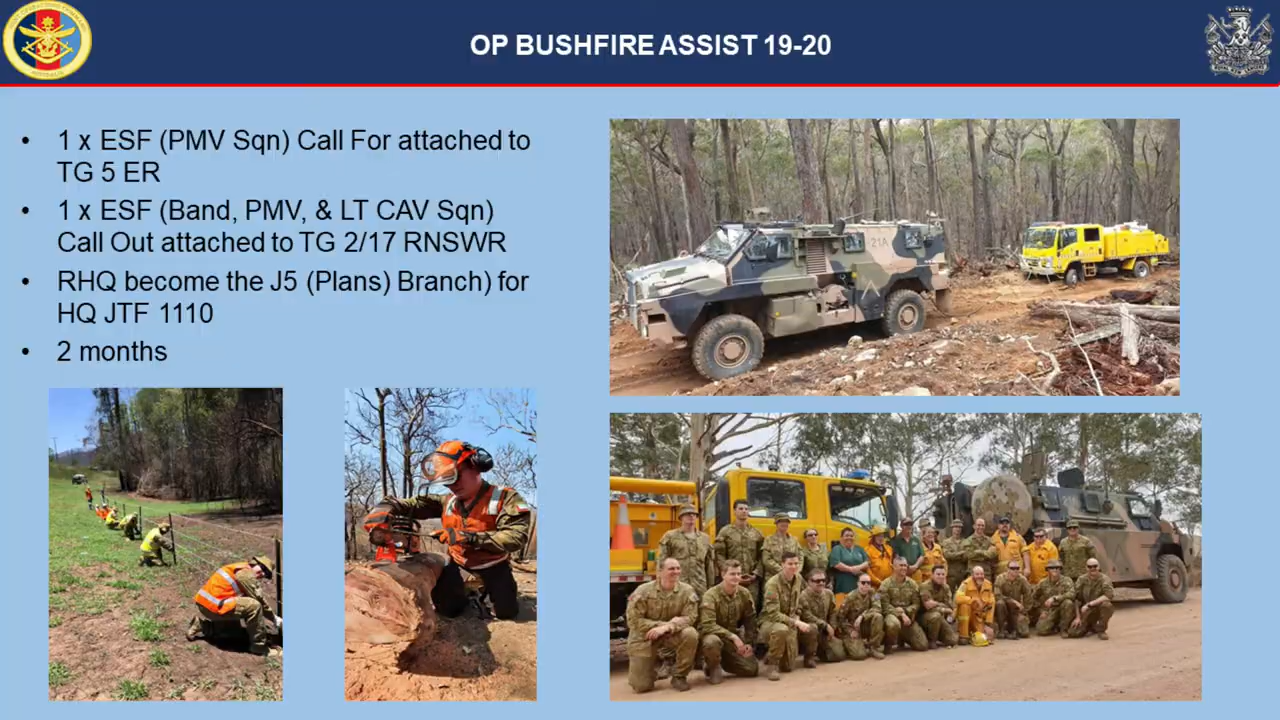 OP BUSHFIRE ASSIST 19-20
• 1 x ESF (PMV Sqn) Call For attached to
TG 5 ER
• 1 x ESF (Band, PMV, & LT CAV Sqn)
Call Out attached to TG 2/17 RNSWR
• RHQ become the J5 (Plans) Branch) for
HQ JTF 1110
• 2 months
21A